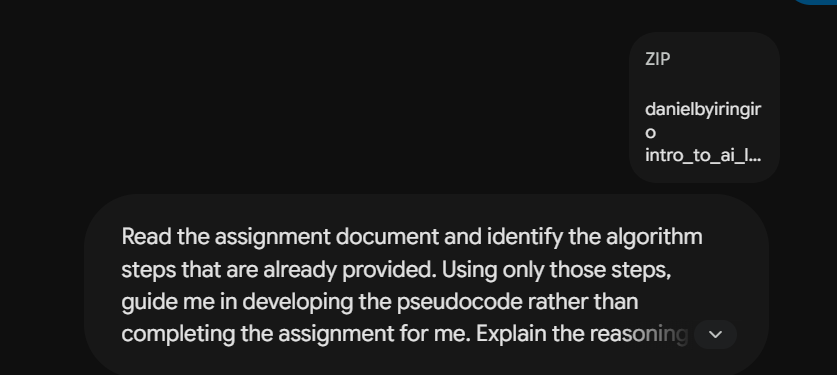 ZIP
danielbyiringir
o
intro_to_ai_l...
Read the assignment document and identify the algorithm
steps that are already provided. Using only those steps,
guide me in developing the pseudocode rather than
completing the assignment for me. Explain the reasoning